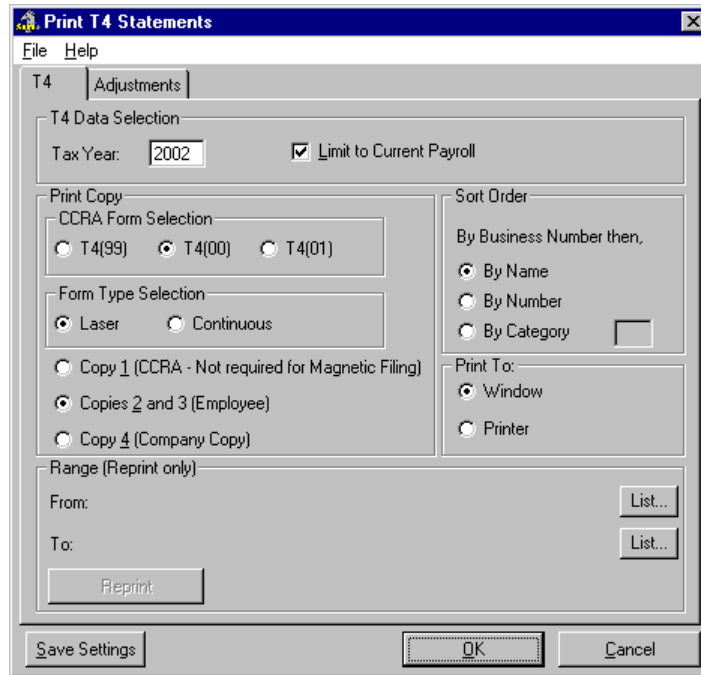 Print T4 Statements
File Help
T4 Adjustments
T4 Data Selection
Tax Year: 2002 Limit to Current Payroll
Print Copy
CCRA Form Selection
T4(99) T4(00) T4(01)
Form Type Selection
Laser Continuous
Copy 1 (CCRA - Not required for Magnetic Filing)
Copies 2 and 3 (Employee)
Copy 4 (Company Copy)
Sort Order
By Business Number then,
By Name
By Number
By Category
Print To:
Window
Printer
Range (Reprint only)
From: List...
To: List...
Reprint
Save Settings OK Cancel